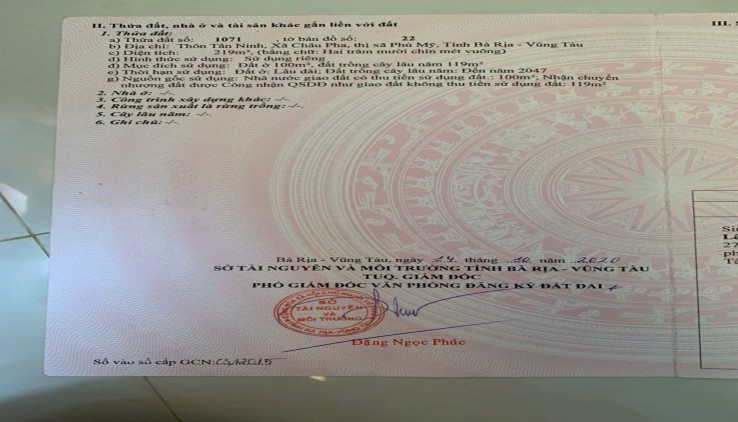 II. Thửa đất, nhà ở và tài sản khác gắn liền với đất
1. Thửa đất:
a) Thửa đất số: 1071 , tờ bản đồ số: 22
b) Địa chỉ: Thôn Tân Ninh, Xã Châu Pha, thị xã Phú Mỹ, Tỉnh Bà Rịa - Vũng Tàu
c) Diện tích: 219m², (bằng chữ: Hai trăm mười chín mét vuông)
d) Hình thức sử dụng: Sử dụng riêng
đ) Mục đích sử dụng: Đất ở 100m², đất trồng cây lâu năm 119m²
e) Thời hạn sử dụng: Đất ở: Lâu dài; Đất trồng cây lâu năm: Đến năm 2047
g) Nguồn gốc sử dụng: Nhà nước giao đất có thu tiền sử dụng đất : 100m²; Nhận chuyển
nhượng đất được Công nhận QSDĐ như giao đất không thu tiền sử dụng đất: 119m²
2. Nhà ở: -/-
3. Công trình xây dựng khác: -/-
4. Rừng sản xuất là rừng trồng: -/-
5. Cây lâu năm: -/-
6. Ghi chú: -/-
III.
Bà Rịa - Vũng Tàu, ngày 24 tháng 10 năm 2020
SỞ TÀI NGUYÊN VÀ MÔI TRƯỜNG TỈNH BÀ RỊA - VŨNG TÀU
TUQ. GIÁM ĐỐC
PHÓ GIÁM ĐỐC VĂN PHÒNG ĐĂNG KÝ ĐẤT ĐAI
SỞ
TÀI NGUYÊN
VÀ
MÔI TRƯỜNG
Đặng Ngọc Phúc
Số vào sổ cấp GCN: